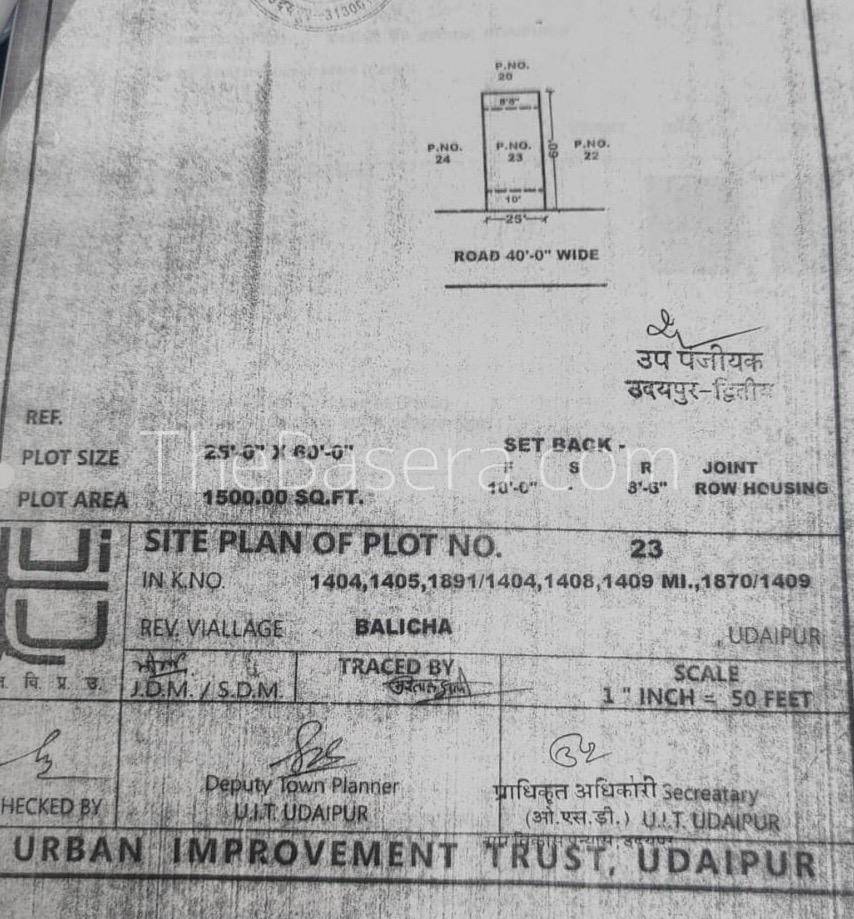 P.NO.
20
8'6"
P.NO.
24
P.NO.
23
60'
P.NO.
22
10'
25'
ROAD 40'-0" WIDE
उप पंजीयक
उदयपुर-द्वितीय
REF.
PLOT SIZE 25'-0" X 60'-0"
PLOT AREA 1500.00 SQ.FT.
SET BACK -
F S R JOINT
10'-0" - 8'-6" ROW HOUSING
TheBasera.com
SITE PLAN OF PLOT NO. 23
IN K.NO. 1404,1405,1891/1404,1408,1409 MI.,1870/1409
REV. VIALLAGE BALICHA , UDAIPUR
वि. प्र. उ.
J.D.M. / S.D.M.
TRACED BY
SCALE
1 " INCH = 50 FEET
HECKED BY
Deputy Town Planner
U.I.T. UDAIPUR
प्राधिकृत अधिकारी Secreatary
(ओ.एस.डी.) U.I.T. UDAIPUR
URBAN IMPROVEMENT TRUST, UDAIPUR